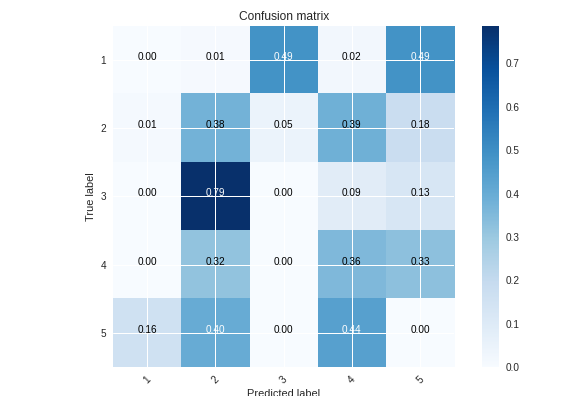 Confusion matrix
1 0.00 0.01 0.49 0.02 0.49
2 0.01 0.38 0.05 0.39 0.18
3 0.00 0.79 0.00 0.09 0.13
4 0.00 0.32 0.00 0.36 0.33
5 0.16 0.40 0.00 0.44 0.00
True label
1 2 3 4 5
Predicted label
0.7
0.6
0.5
0.4
0.3
0.2
0.1
0.0